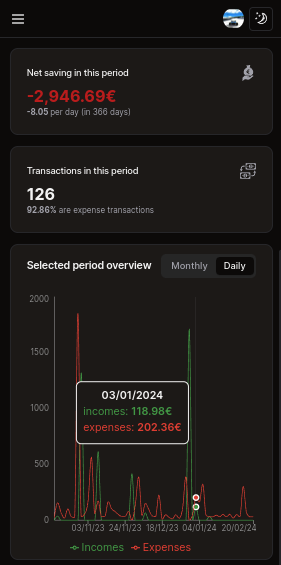 Net saving in this period
-2,946.69€
-8.05 per day (in 366 days)
Transactions in this period
126
92.86% are expense transactions
Selected period overview
Monthly
Daily
2000
1500
1000
500
0
03/01/2024
incomes: 118.98€
expenses: 202.36€
03/11/23 24/11/23 18/12/23 04/01/24 20/02/24
Incomes Expenses